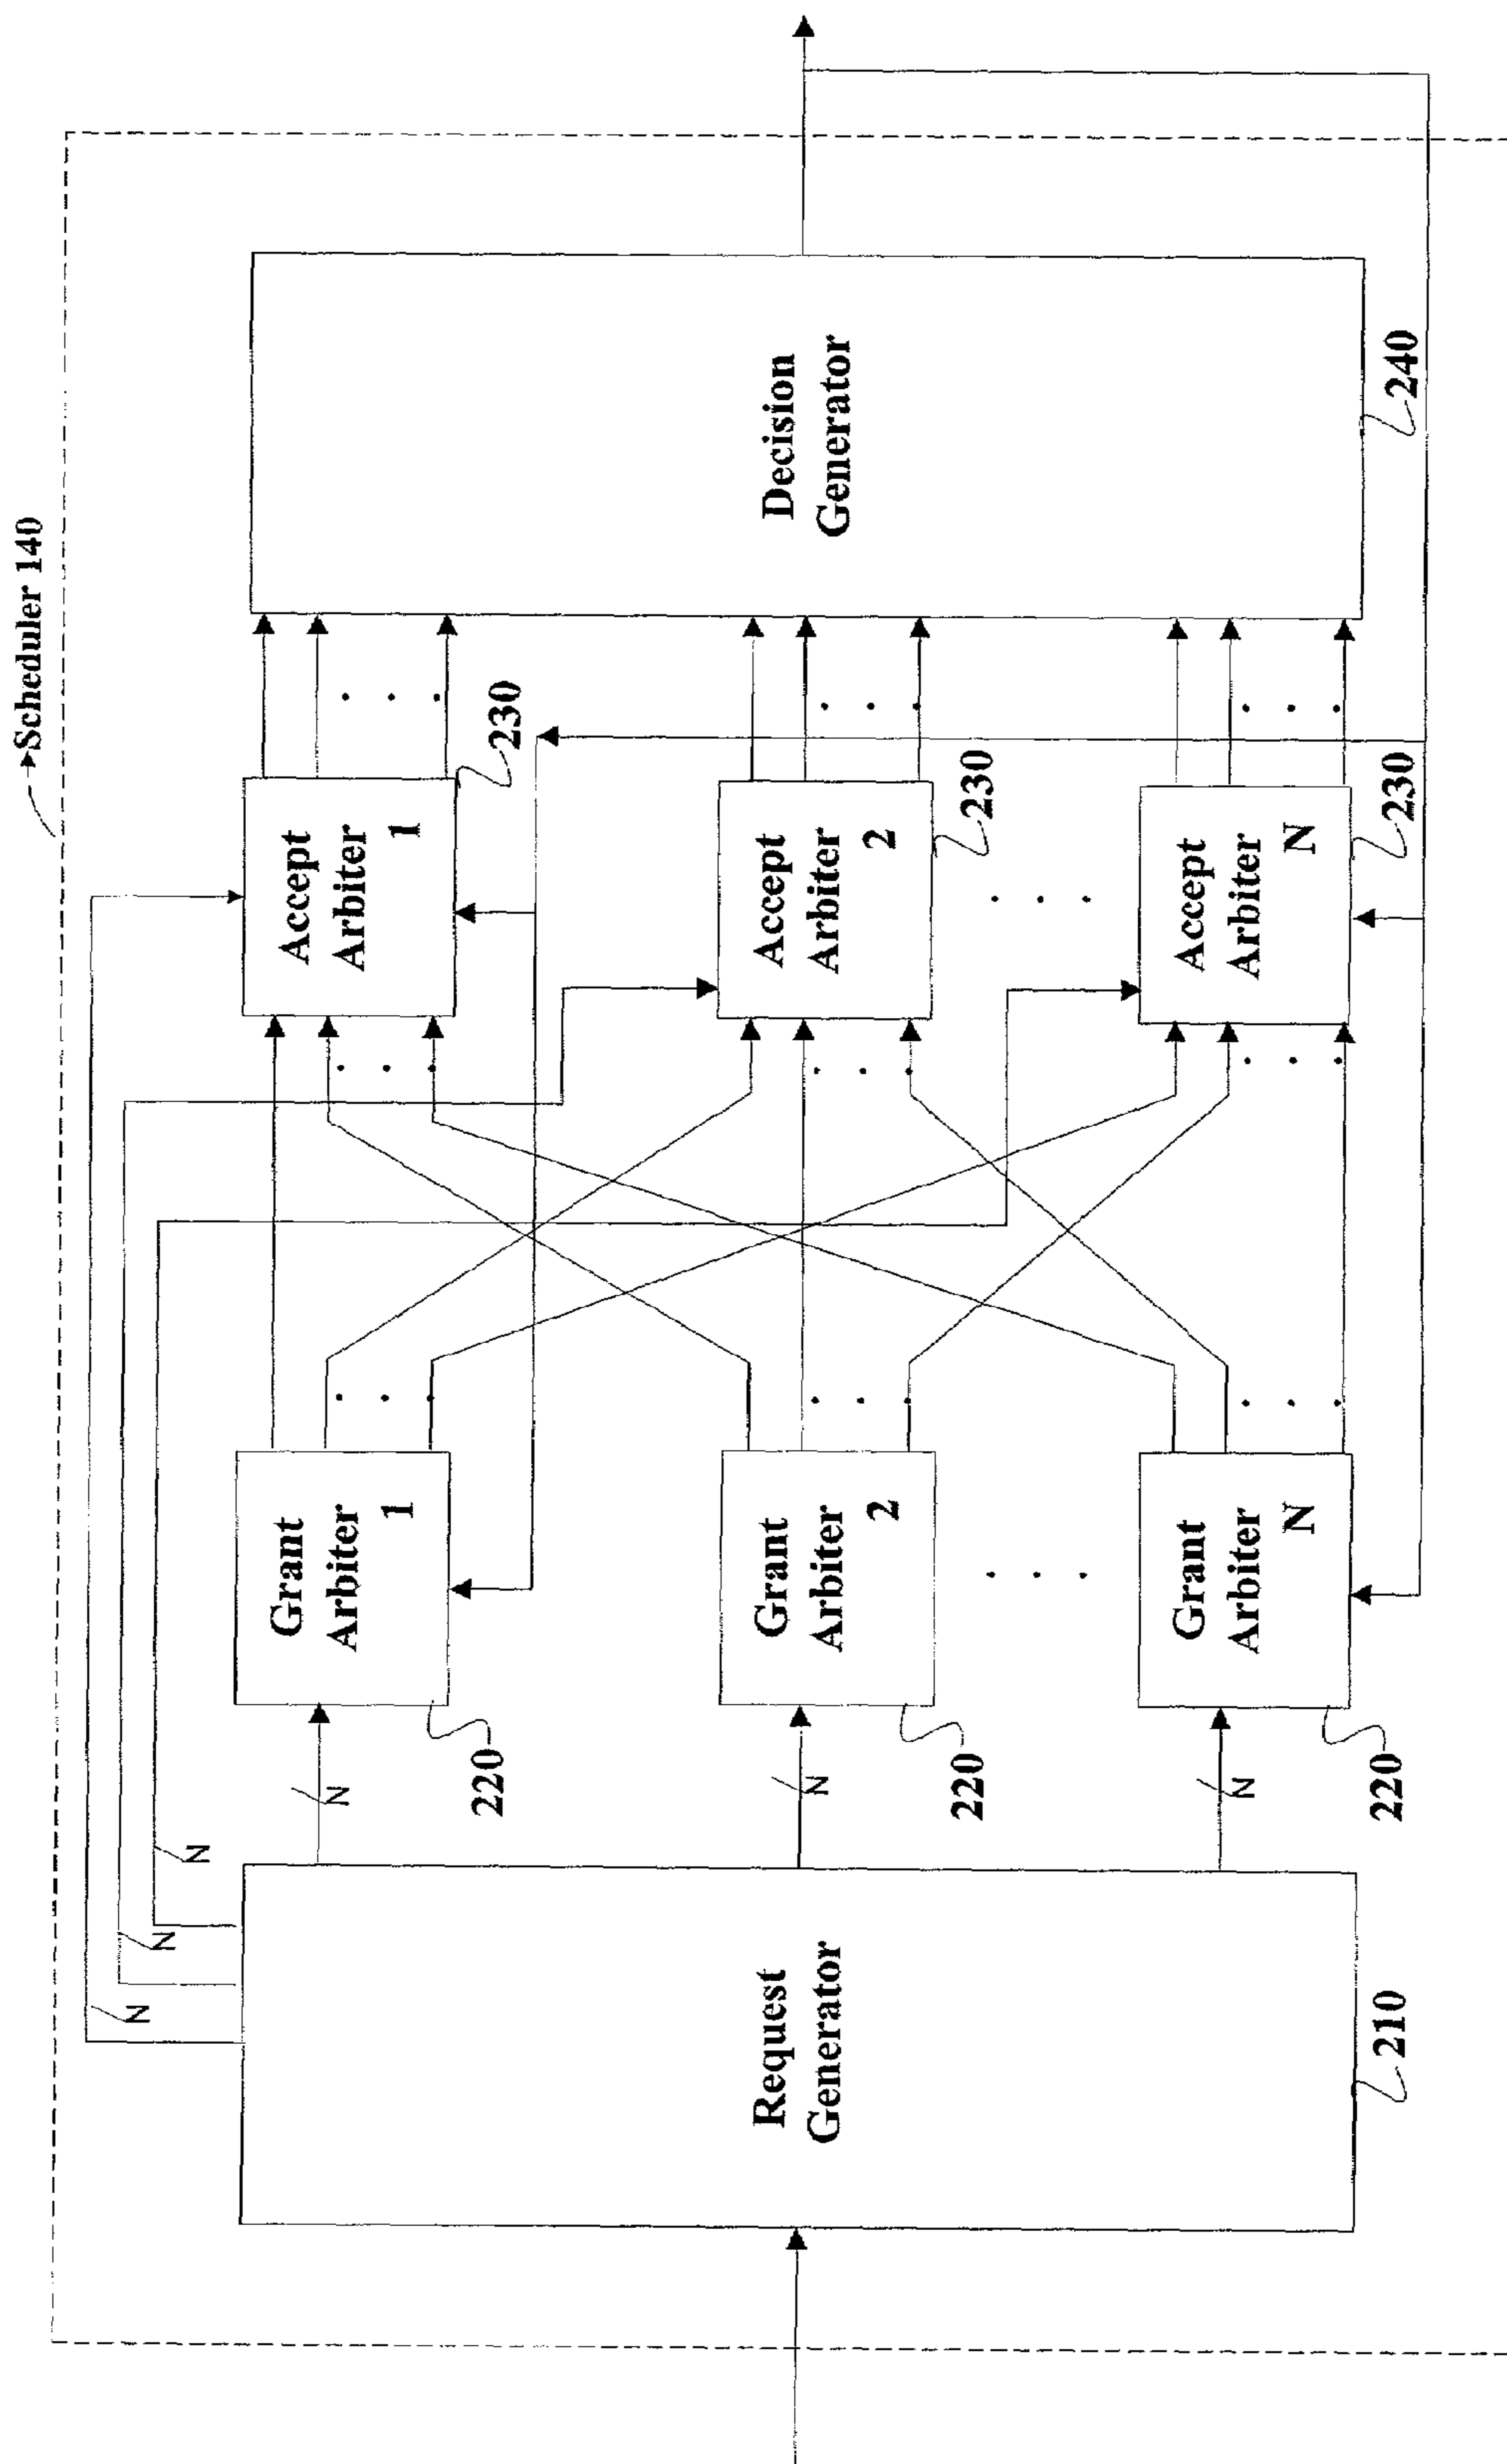 Scheduler 140
Request
Generator
210
N
N
N
N
N
N
Grant
Arbiter
1
220
Grant
Arbiter
2
220
Grant
Arbiter
N
220
Accept
Arbiter
1
230
Accept
Arbiter
2
230
Accept
Arbiter
N
230
Decision
Generator
240